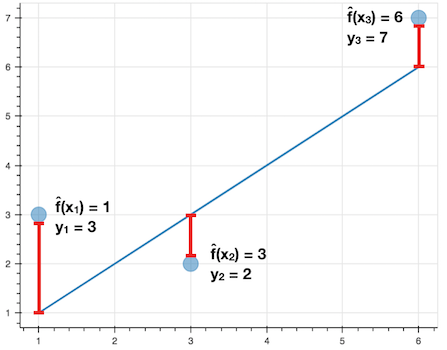 7
6
5
4
3
2
1
f̂(x₃) = 6
y₃ = 7
f̂(x₁) = 1
y₁ = 3
f̂(x₂) = 3
y₂ = 2
1 2 3 4 5 6